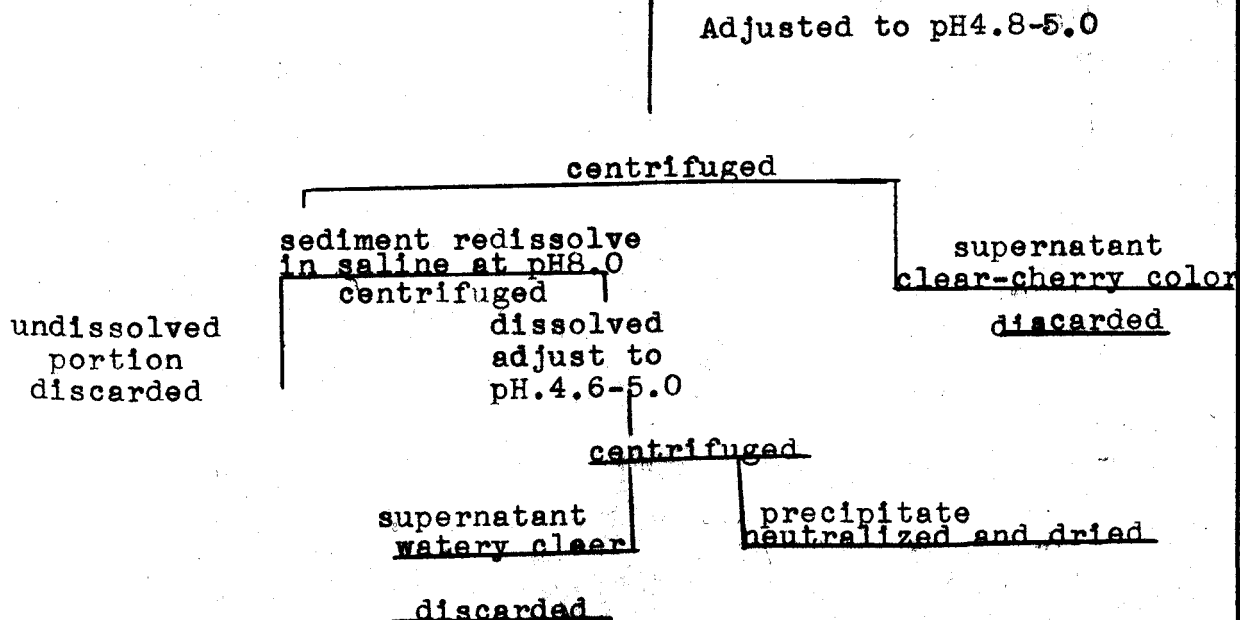 Adjusted to pH4.8-5.0
centrifuged
sediment redissolve
in saline at pH8.0
centrifuged
supernatant
clear-cherry color
discarded
undissolved
portion
discarded
dissolved
adjust to
pH.4.6-5.0
centrifuged
supernatant
watery cleer
discarded
precipitate
neutralized and dried